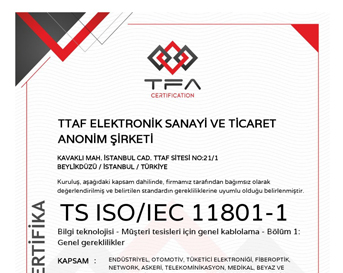 TFA
CERTIFICATION
TTAF ELEKTRONİK SANAYİ VE TİCARET
ANONİM ŞİRKETİ
KAVAKLI MAH. İSTANBUL CAD. TTAF SİTESİ NO:21/1
BEYLİKDÜZÜ / İSTANBUL / TÜRKİYE
Kuruluş, aşağıdaki kapsam dahilinde, firmamız tarafından bağımsız olarak
değerlendirilmiş ve belirtilen standardın gerekliliklerine uyumlu olduğu belirlenmiştir.
TS ISO/IEC 11801-1
Bilgi teknolojisi - Müşteri tesisleri için genel kablolama - Bölüm 1:
Genel gereklilikler
KAPSAM : ENDÜSTRİYEL, OTOMOTİV, TÜKETİCİ ELEKTRONİĞİ, FİBEROPTİK,
NETWORK, ASKERİ, TELEKOMİNİKASYON, MEDİKAL, BEYAZ VE
ERTİFİKA